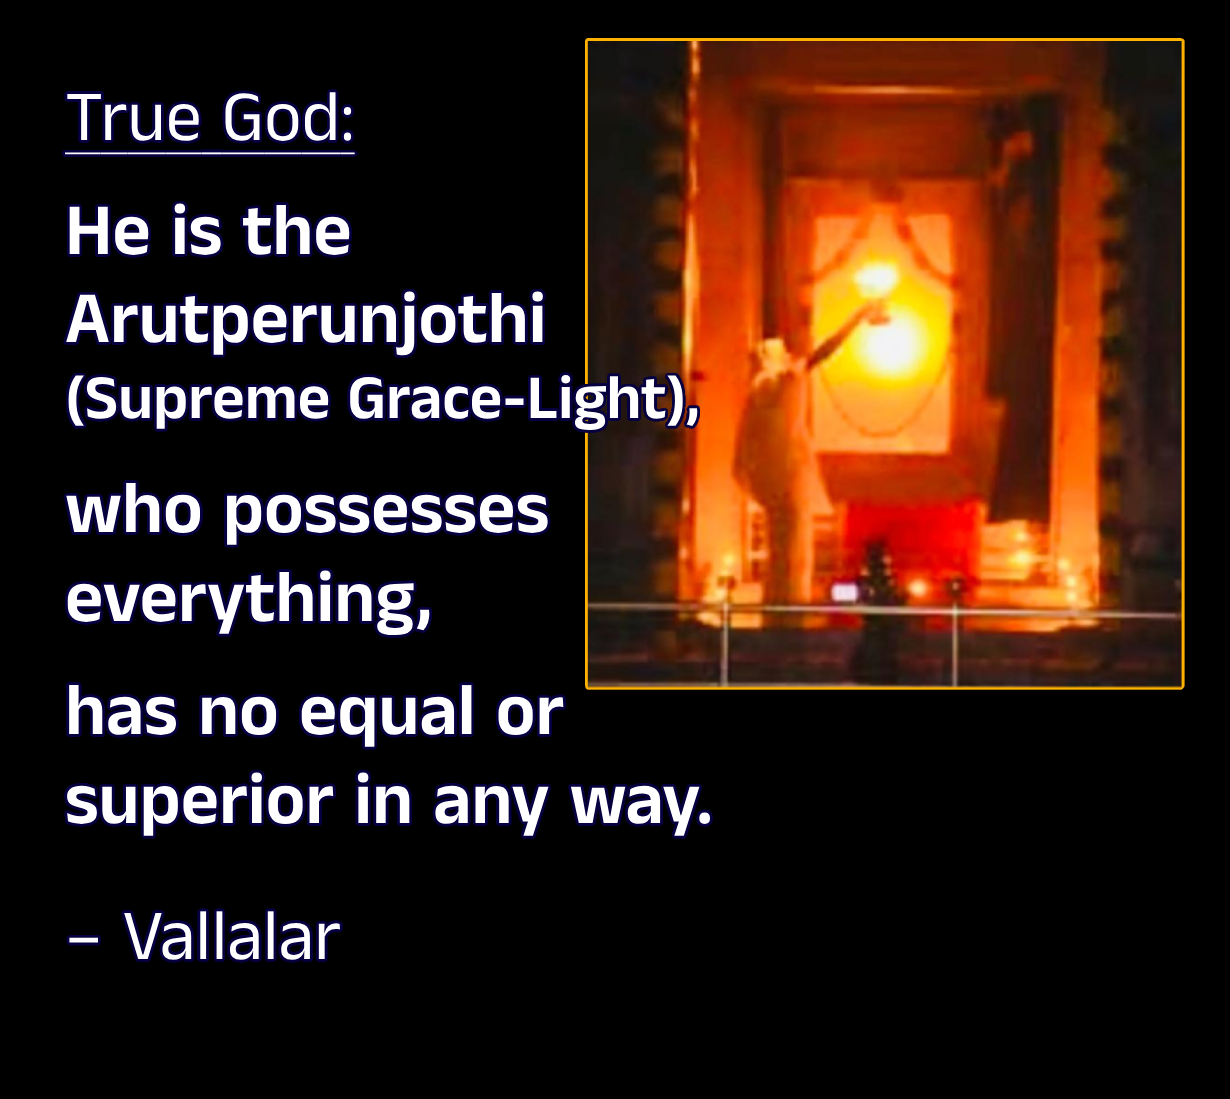 True God:
He is the
Arutperunjothi
(Supreme Grace-Light),
who possesses
everything,
has no equal or
superior in any way.
– Vallalar